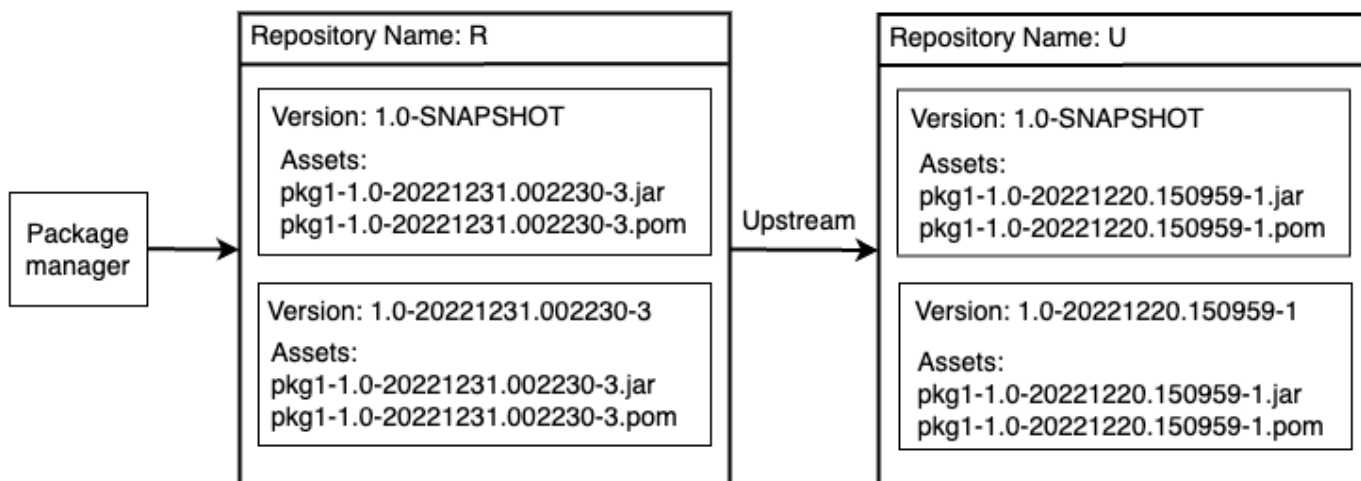 Package
manager
Repository Name: R
Version: 1.0-SNAPSHOT
Assets:
pkg1-1.0-20221231.002230-3.jar
pkg1-1.0-20221231.002230-3.pom
Version: 1.0-20221231.002230-3
Assets:
pkg1-1.0-20221231.002230-3.jar
pkg1-1.0-20221231.002230-3.pom
Upstream
Repository Name: U
Version: 1.0-SNAPSHOT
Assets:
pkg1-1.0-20221220.150959-1.jar
pkg1-1.0-20221220.150959-1.pom
Version: 1.0-20221220.150959-1
Assets:
pkg1-1.0-20221220.150959-1.jar
pkg1-1.0-20221220.150959-1.pom